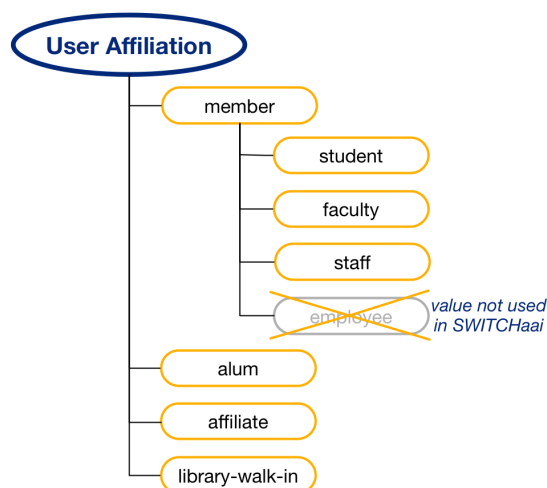 User Affiliation
member
student
faculty
staff
employee
value not used
in SWITCHaai
alum
affiliate
library-walk-in